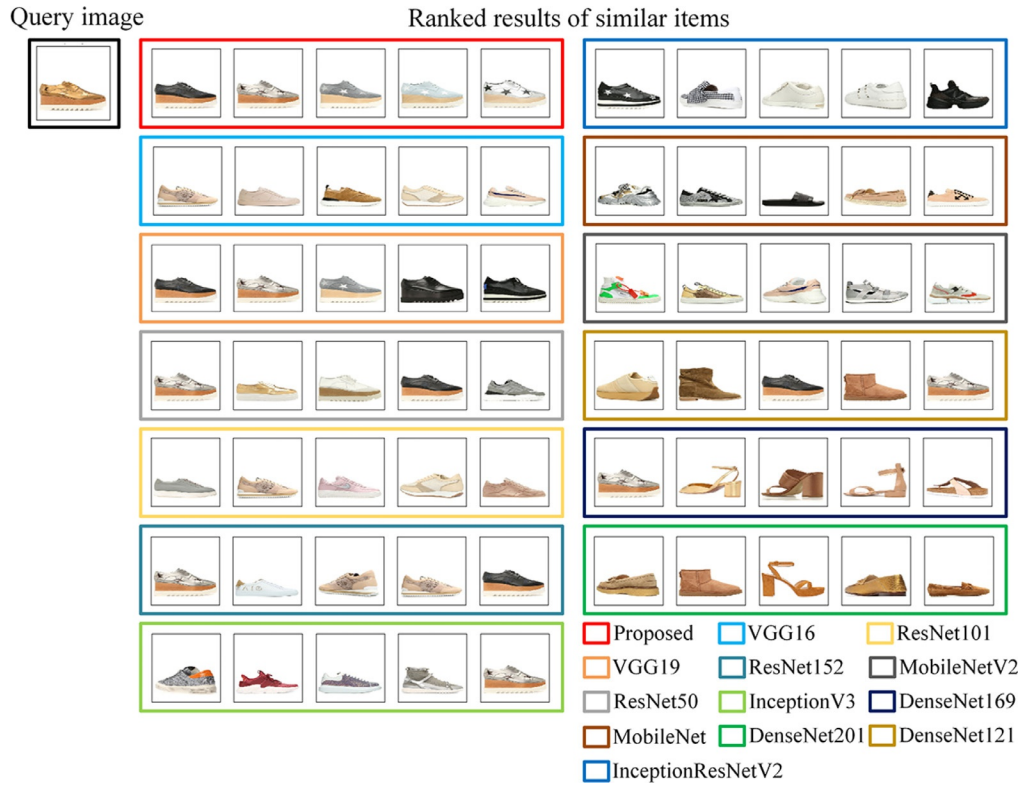 Query image
Ranked results of similar items
Proposed VGG16 ResNet101
VGG19 ResNet152 MobileNetV2
ResNet50 InceptionV3 DenseNet169
MobileNet DenseNet201 DenseNet121
InceptionResNetV2